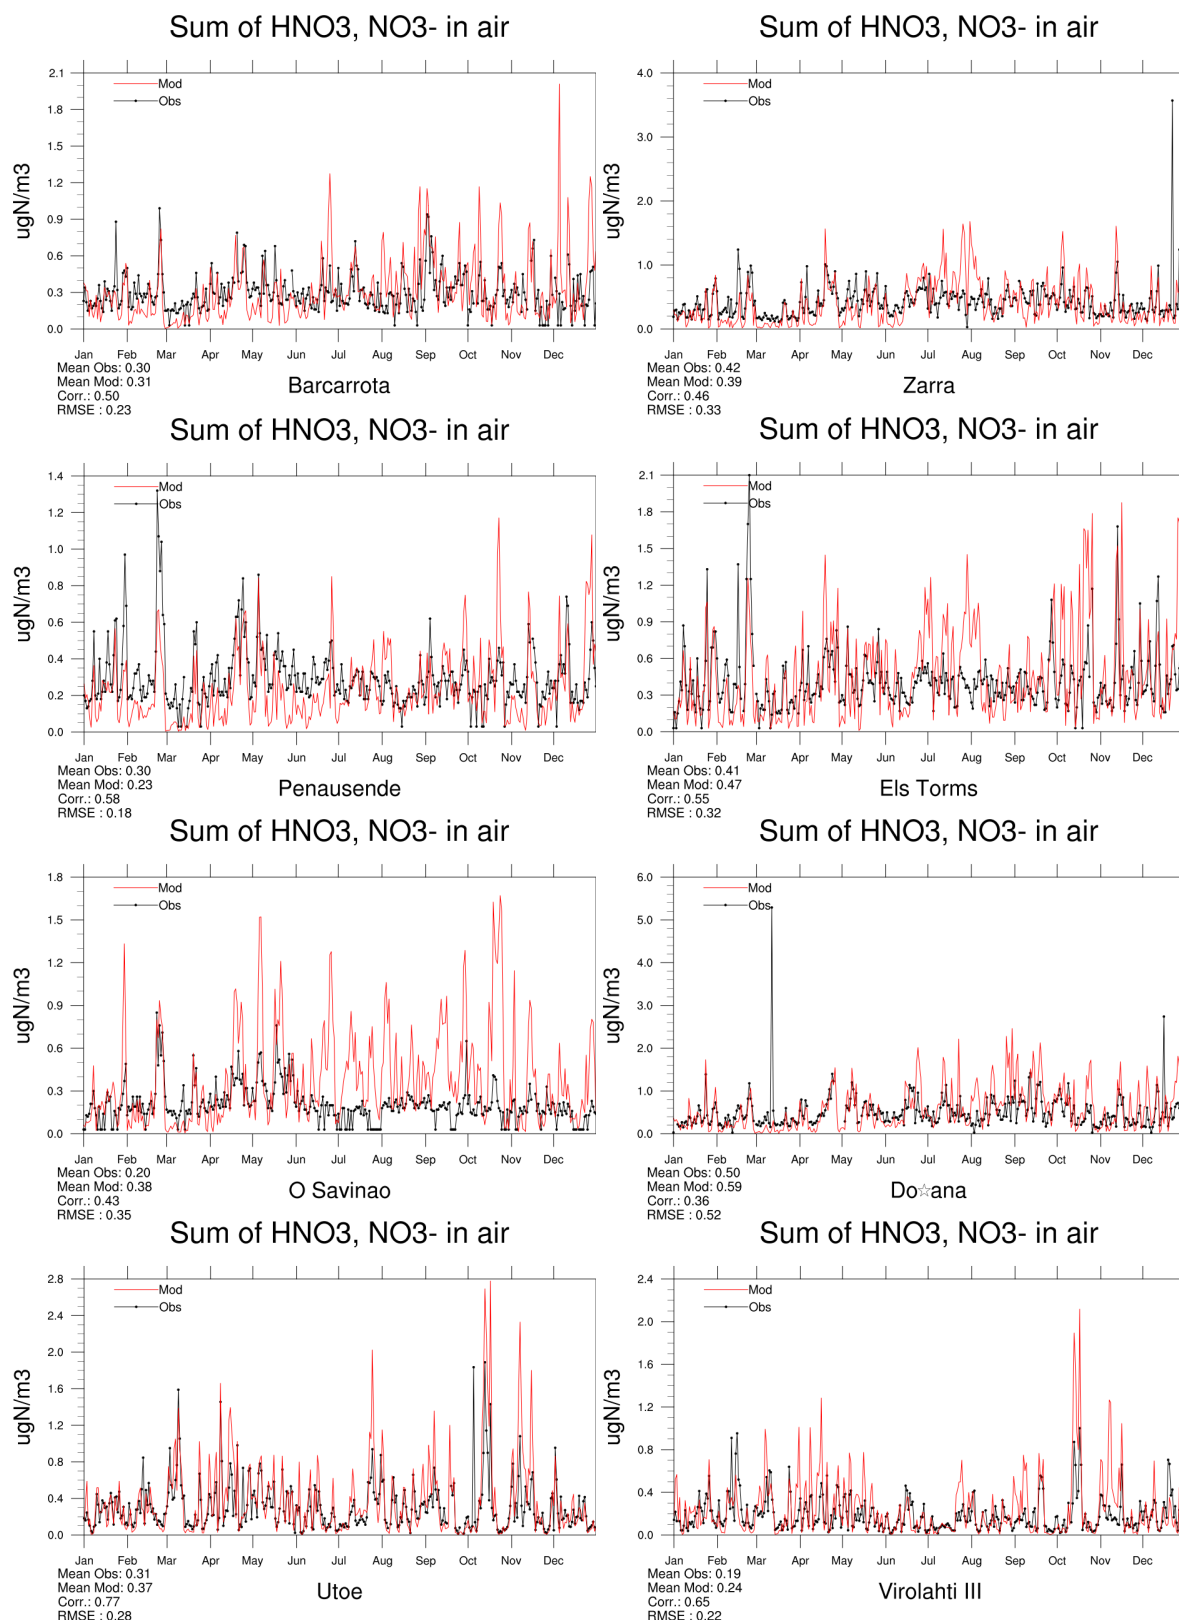 Sum of HNO3, NO3- in air
ugN/m3
2.1
1.8
1.5
1.2
0.9
0.6
0.3
0.0
Mod
Obs
Jan Feb Mar Apr May Jun Jul Aug Sep Oct Nov Dec
Mean Obs: 0.30
Mean Mod: 0.31
Corr.: 0.50
RMSE : 0.23
Barcarrota
Sum of HNO3, NO3- in air
ugN/m3
4.0
3.0
2.0
1.0
0.0
Mod
Obs
Jan Feb Mar Apr May Jun Jul Aug Sep Oct Nov Dec
Mean Obs: 0.42
Mean Mod: 0.39
Corr.: 0.46
RMSE : 0.33
Zarra
Sum of HNO3, NO3- in air
ugN/m3
1.4
1.2
1.0
0.8
0.6
0.4
0.2
0.0
Mod
Obs
Jan Feb Mar Apr May Jun Jul Aug Sep Oct Nov Dec
Mean Obs: 0.30
Mean Mod: 0.23
Corr.: 0.58
RMSE : 0.18
Penausende
Sum of HNO3, NO3- in air
ugN/m3
2.1
1.8
1.5
1.2
0.9
0.6
0.3
0.0
Mod
Obs
Jan Feb Mar Apr May Jun Jul Aug Sep Oct Nov Dec
Mean Obs: 0.41
Mean Mod: 0.47
Corr.: 0.55
RMSE : 0.32
Els Torms
Sum of HNO3, NO3- in air
ugN/m3
1.8
1.5
1.2
0.9
0.6
0.3
0.0
Mod
Obs
Jan Feb Mar Apr May Jun Jul Aug Sep Oct Nov Dec
Mean Obs: 0.20
Mean Mod: 0.38
Corr.: 0.43
RMSE : 0.35
O Savinao
Sum of HNO3, NO3- in air
ugN/m3
6.0
5.0
4.0
3.0
2.0
1.0
0.0
Mod
Obs
Jan Feb Mar Apr May Jun Jul Aug Sep Oct Nov Dec
Mean Obs: 0.50
Mean Mod: 0.59
Corr.: 0.36
RMSE : 0.52
Do☆ana
Sum of HNO3, NO3- in air
ugN/m3
2.8
2.4
2.0
1.6
1.2
0.8
0.4
0.0
Mod
Obs
Jan Feb Mar Apr May Jun Jul Aug Sep Oct Nov Dec
Mean Obs: 0.31
Mean Mod: 0.37
Corr.: 0.77
RMSE : 0.28
Utoe
Sum of HNO3, NO3- in air
ugN/m3
2.4
2.0
1.6
1.2
0.8
0.4
0.0
Mod
Obs
Jan Feb Mar Apr May Jun Jul Aug Sep Oct Nov Dec
Mean Obs: 0.19
Mean Mod: 0.24
Corr.: 0.65
RMSE : 0.22
Virolahti III